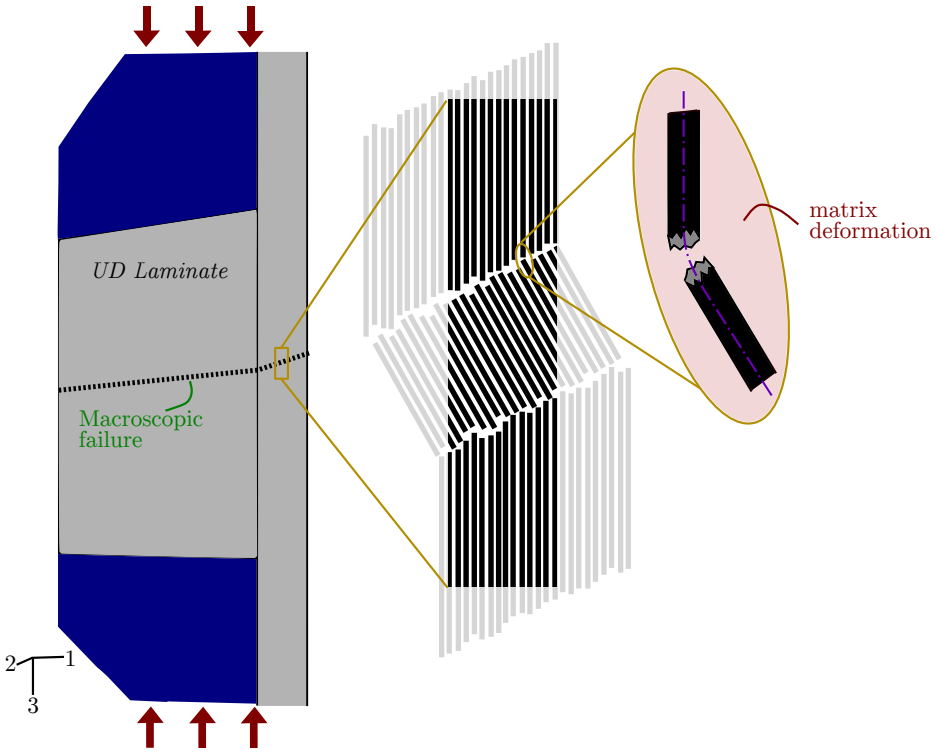 matrix
deformation
UD Laminate
Macroscopic
failure
2
1
3